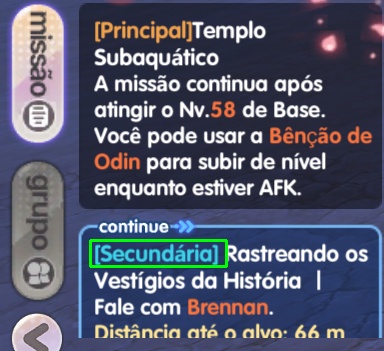 missão
grupo
[Principal]Templo
Subaquático
A missão continua após
atingir o Nv.58 de Base.
Você pode usar a Bênção de
Odin para subir de nível
enquanto estiver AFK.
continue
[Secundária] Rastreando os
Vestígios da História |
Fale com Brennan.
Distância até o alvo: 66 m